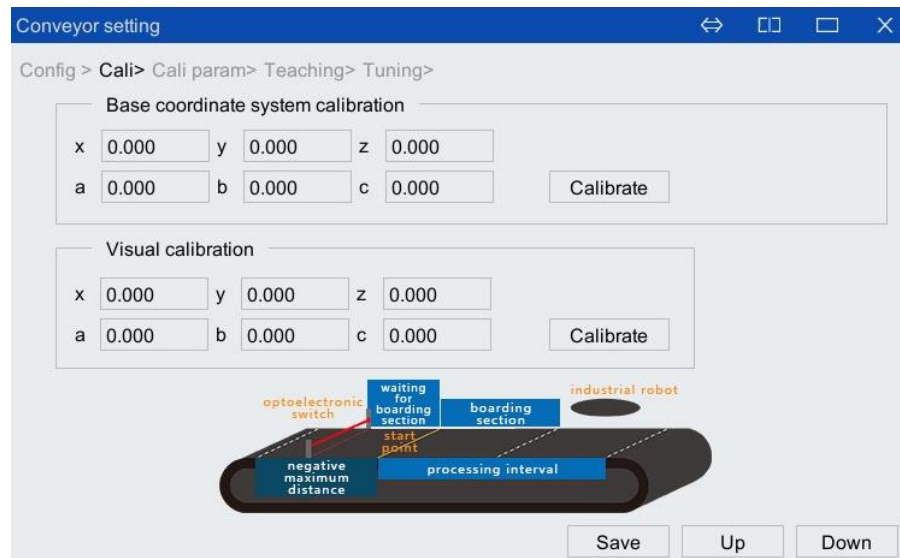 Conveyor setting
Config > Cali> Cali param> Teaching> Tuning>
Base coordinate system calibration
x 0.000 y 0.000 z 0.000
a 0.000 b 0.000 c 0.000 Calibrate
Visual calibration
x 0.000 y 0.000 z 0.000
a 0.000 b 0.000 c 0.000 Calibrate
optoelectronic
switch
waiting
for
boarding
section
boarding
section
industrial robot
start
point
negative
maximum
distance
processing interval
Save Up Down